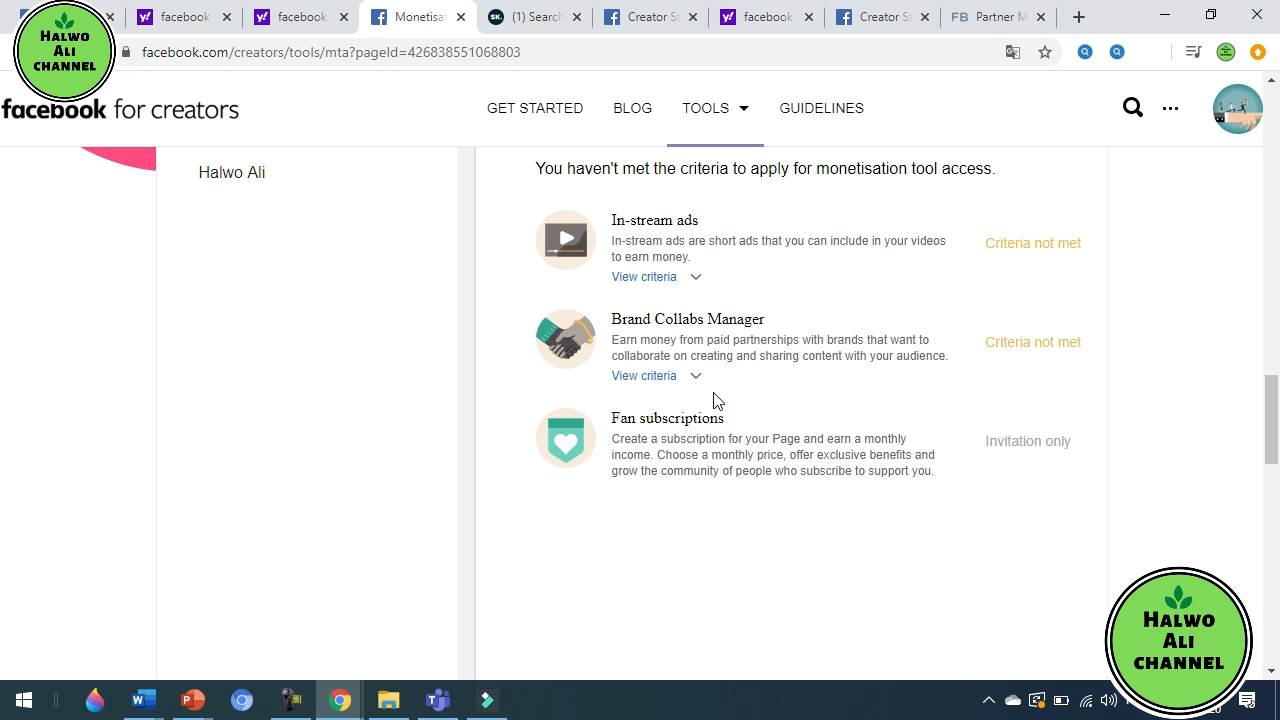 facebook
facebook
Monetisat
(1) Search
Creator S
facebook
Creator S
Partner M
facebook.com/creators/tools/mta?pageId=426838551068803
HALWO
ALI
CHANNEL
facebook for creators
GET STARTED
BLOG
TOOLS
GUIDELINES
Halwo Ali
You haven't met the criteria to apply for monetisation tool access.
In-stream ads
In-stream ads are short ads that you can include in your videos
to earn money.
View criteria
Criteria not met
Brand Collabs Manager
Earn money from paid partnerships with brands that want to
collaborate on creating and sharing content with your audience.
View criteria
Criteria not met
Fan subscriptions
Create a subscription for your Page and earn a monthly
income. Choose a monthly price, offer exclusive benefits and
grow the community of people who subscribe to support you.
Invitation only
HALWO
ALI
CHANNEL